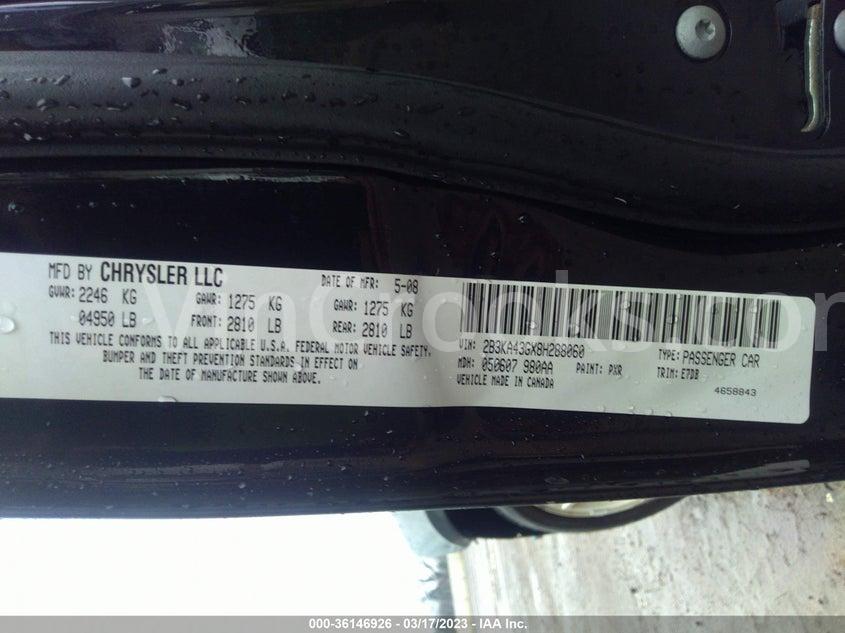 MFD BY CHRYSLER LLC
DATE OF MFR: 5-08
GVWR: 2246 KG
GAWR: 1275 KG
GAWR: 1275 KG
04950 LB
FRONT: 2810 LB
REAR: 2810 LB
THIS VEHICLE CONFORMS TO ALL APPLICABLE U.S.A. FEDERAL MOTOR VEHICLE SAFETY,
BUMPER AND THEFT PREVENTION STANDARDS IN EFFECT ON
THE DATE OF MANUFACTURE SHOWN ABOVE.
VIN: 2B3KA43GX8H288060
TYPE: PASSENGER CAR
MDH: 050607 980AA
PAINT: PXR
TRIM: E7DB
VEHICLE MADE IN CANADA
4658843
VinCrooks.com
000-36146926 - 03/17/2023 - IAA Inc.